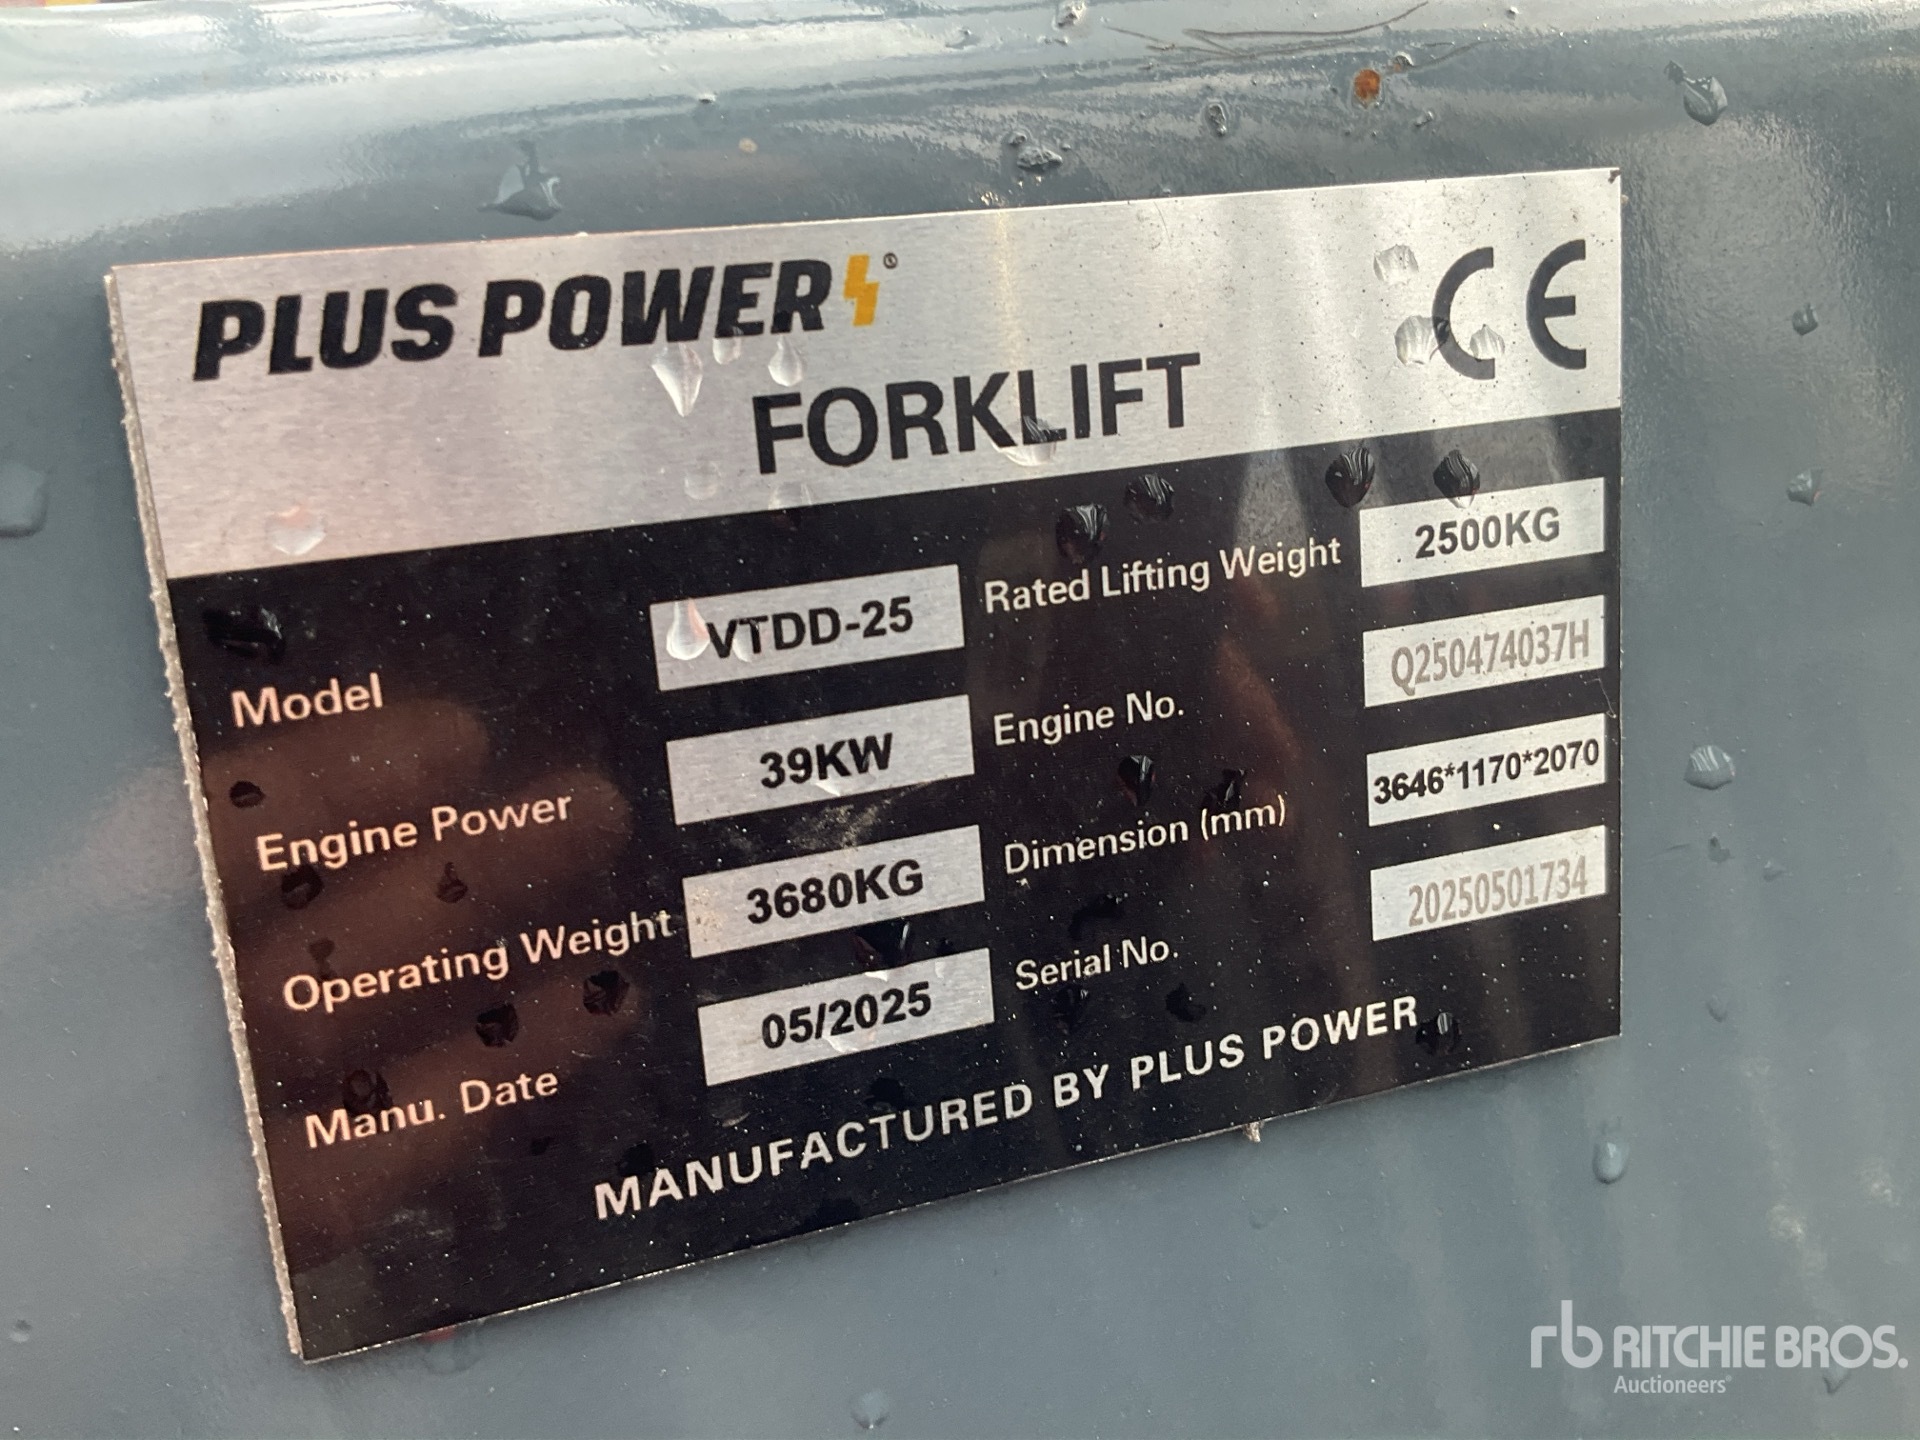 PLUS POWER®
CE
FORKLIFT
Model VTDD-25
Rated Lifting Weight 2500KG
Engine Power 39KW
Engine No. Q250474037H
Operating Weight 3680KG
Dimension (mm) 3646*1170*2070
Manu. Date 05/2025
Serial No. 20250501734
MANUFACTURED BY PLUS POWER
rb RITCHIE BROS.
Auctioneers